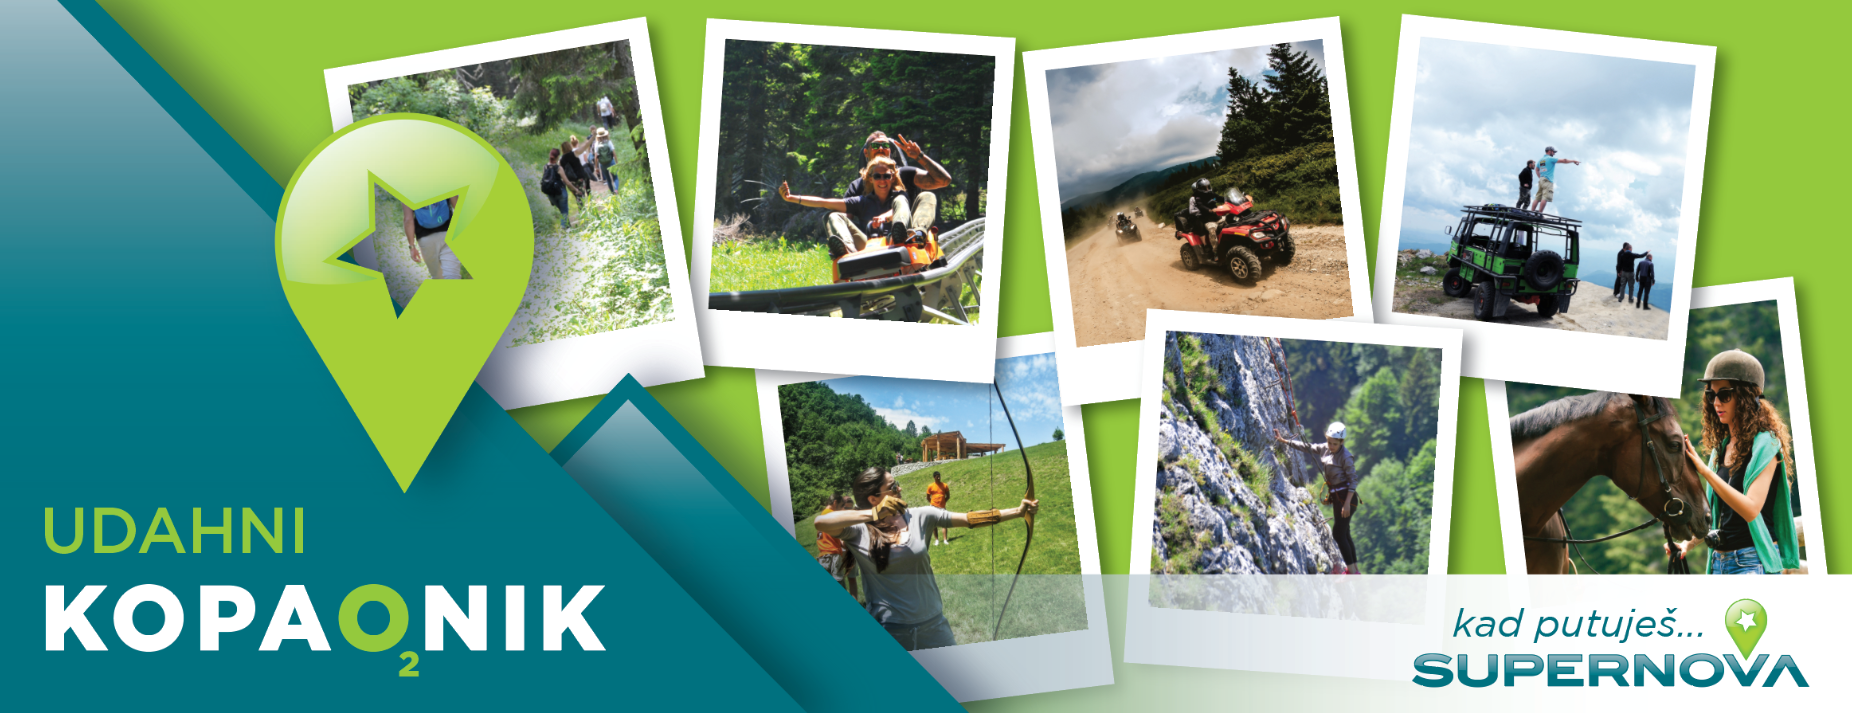 UDAHNI
KOPAO₂NIK
kad putuješ...
SUPERNOVA